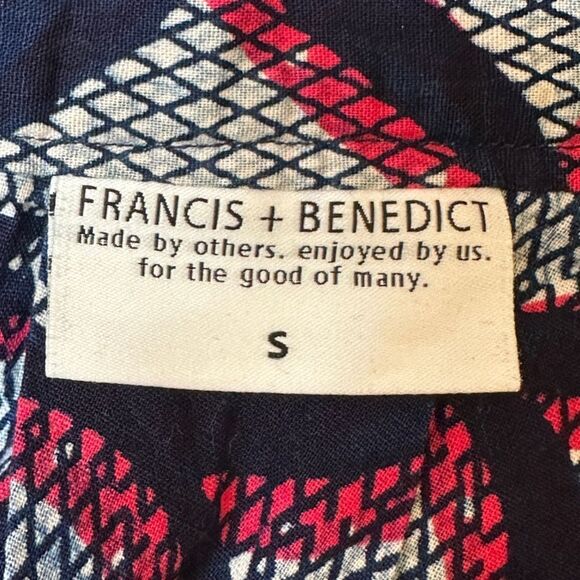 FRANCIS + BENEDICT
Made by others. enjoyed by us.
for the good of many.
S